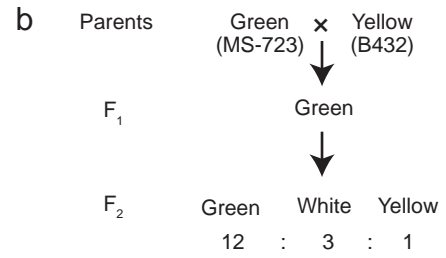 b Parents Green × Yellow
(MS-723) (B432)
F1 Green
F2 Green White Yellow
12 : 3 : 1